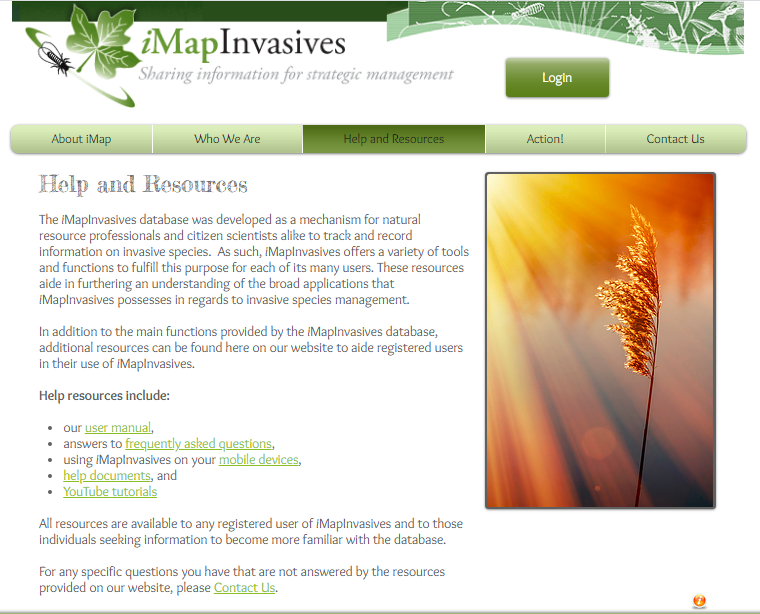 iMapInvasives
Sharing information for strategic management
Login
About iMap
Who We Are
Help and Resources
Action!
Contact Us
Help and Resources
The iMapInvasives database was developed as a mechanism for natural
resource professionals and citizen scientists alike to track and record
information on invasive species.  As such, iMapInvasives offers a variety of tools
and functions to fulfill this purpose for each of its many users. These resources
aide in furthering an understanding of the broad applications that
iMapInvasives possesses in regards to invasive species management.
In addition to the main functions provided by the iMapInvasives database,
additional resources can be found here on our website to aide registered users
in their use of iMapInvasives.
Help resources include:
• our user manual,
• answers to frequently asked questions,
• using iMapInvasives on your mobile devices,
• help documents, and
• YouTube tutorials
All resources are available to any registered user of iMapInvasives and to those
individuals seeking information to become more familiar with the database.
For any specific questions you have that are not answered by the resources
provided on our website, please Contact Us.